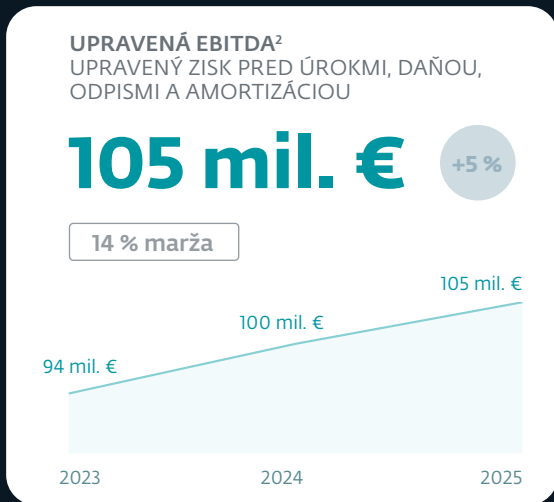 UPRAVENÁ EBITDA²
UPRAVENÝ ZISK PRED ÚROKMI, DAŇOU,
ODPISMI A AMORTIZÁCIOU
105 mil. €
+5 %
14 % marža
105 mil. €
100 mil. €
94 mil. €
2023
2024
2025